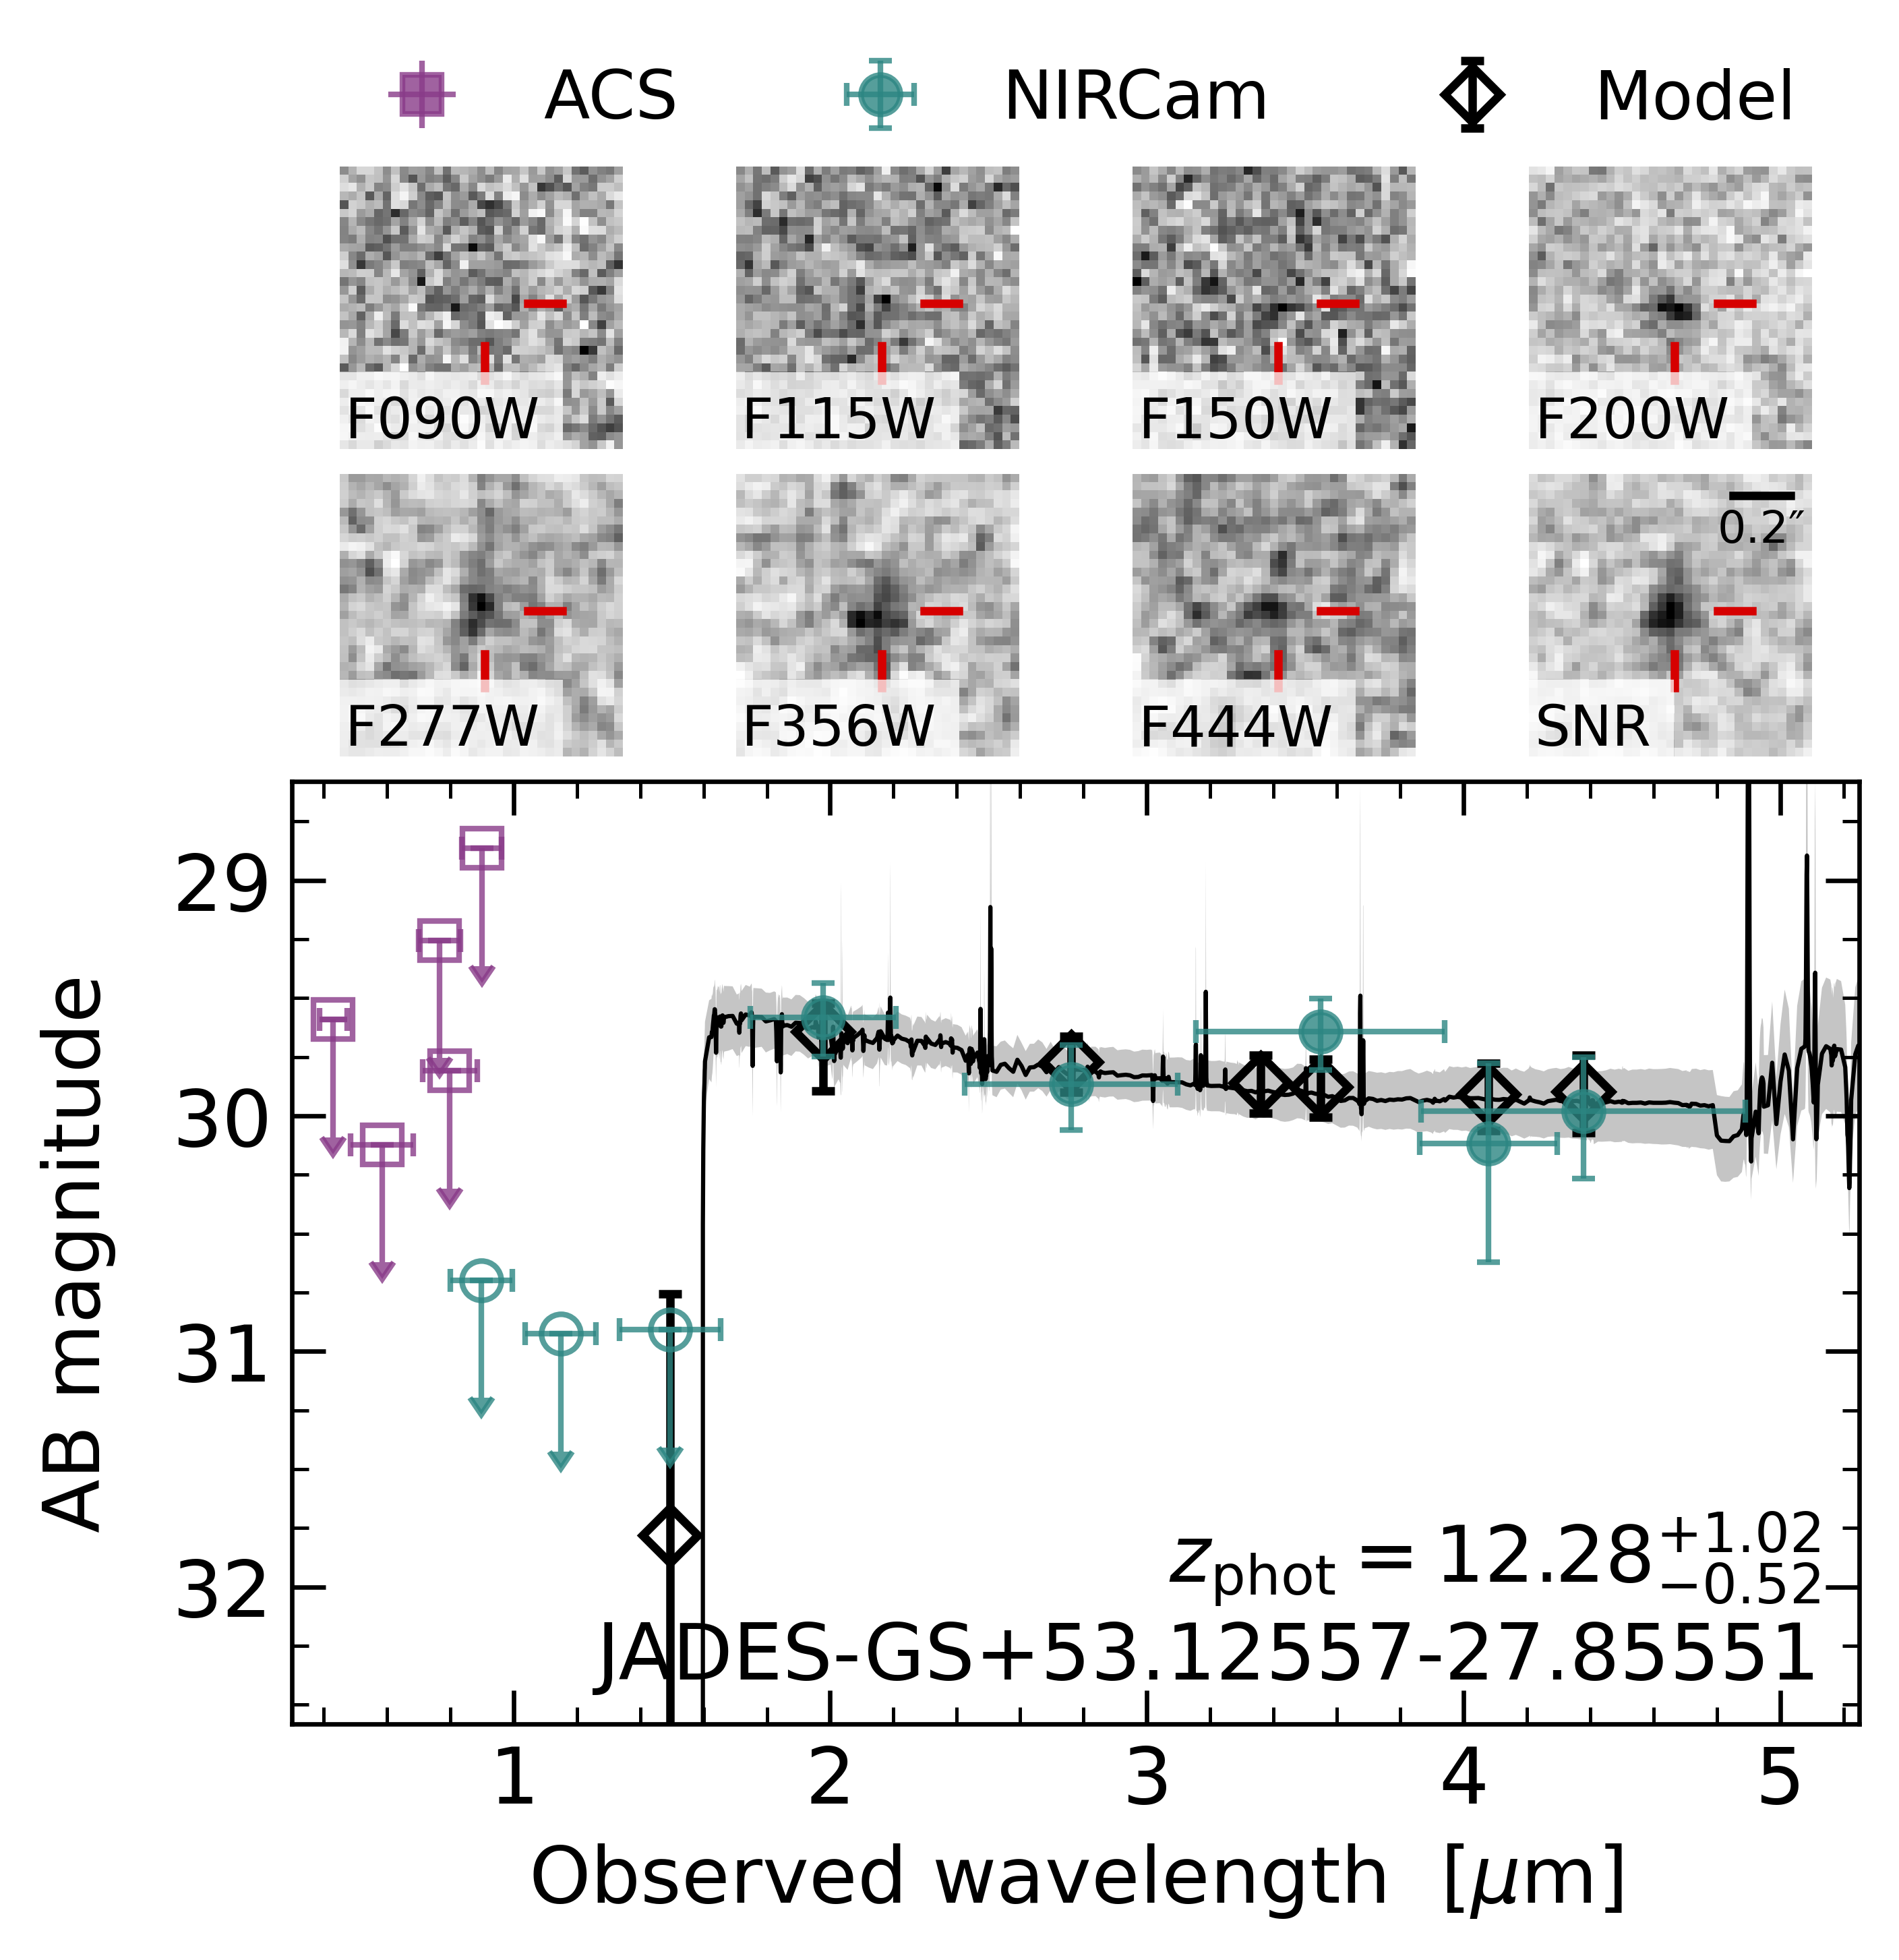 ACS NIRCam Model
F090W F115W F150W F200W
0.2″
F277W F356W F444W SNR
29
30
31
32
AB magnitude
z_phot = 12.28 +1.02 −0.52
JADES-GS+53.12557-27.85551
1 2 3 4 5
Observed wavelength [μm]